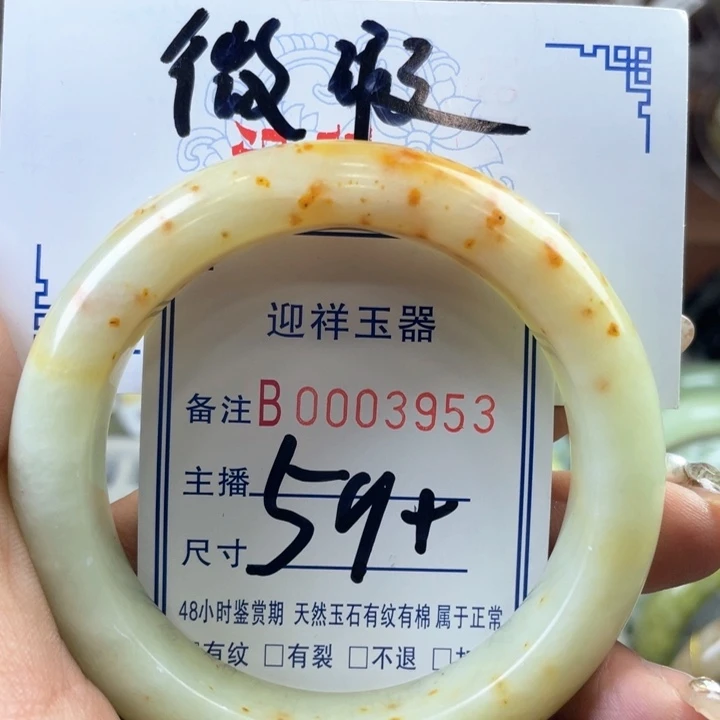 微瑕
迎祥玉器
备注B0003953
主播
尺寸59+
48小时鉴赏期 天然玉石有纹有棉 属于正常
有纹 □有裂 □不退 □